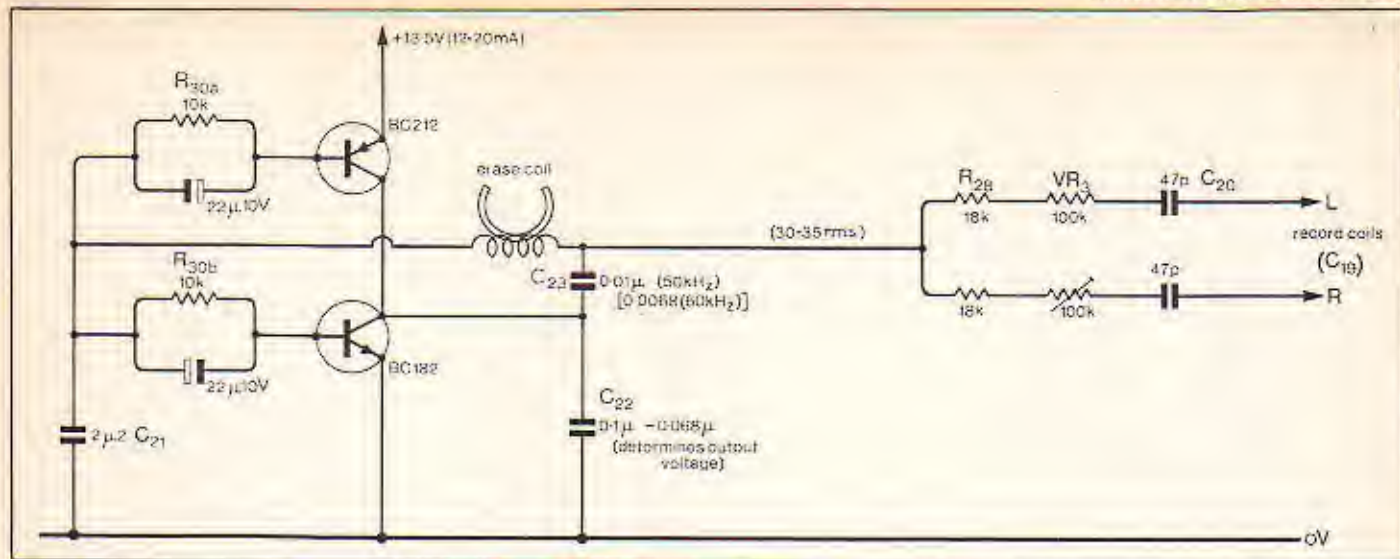 +13·5V (12-20mA)
R30a
10k
BC212
22μ,10V
erase coil
R28
18k
VR3
100k
47p
C20
L
(30-35 rms)
record coils
(C19)
R30b
10k
C23
0·01μ (50kHz)
[0·0068(60kHz)]
18k
100k
47p
R
22μ,10V
BC182
2μ2 C21
C22
0·1μ - 0·068μ
(determines output
voltage)
0V